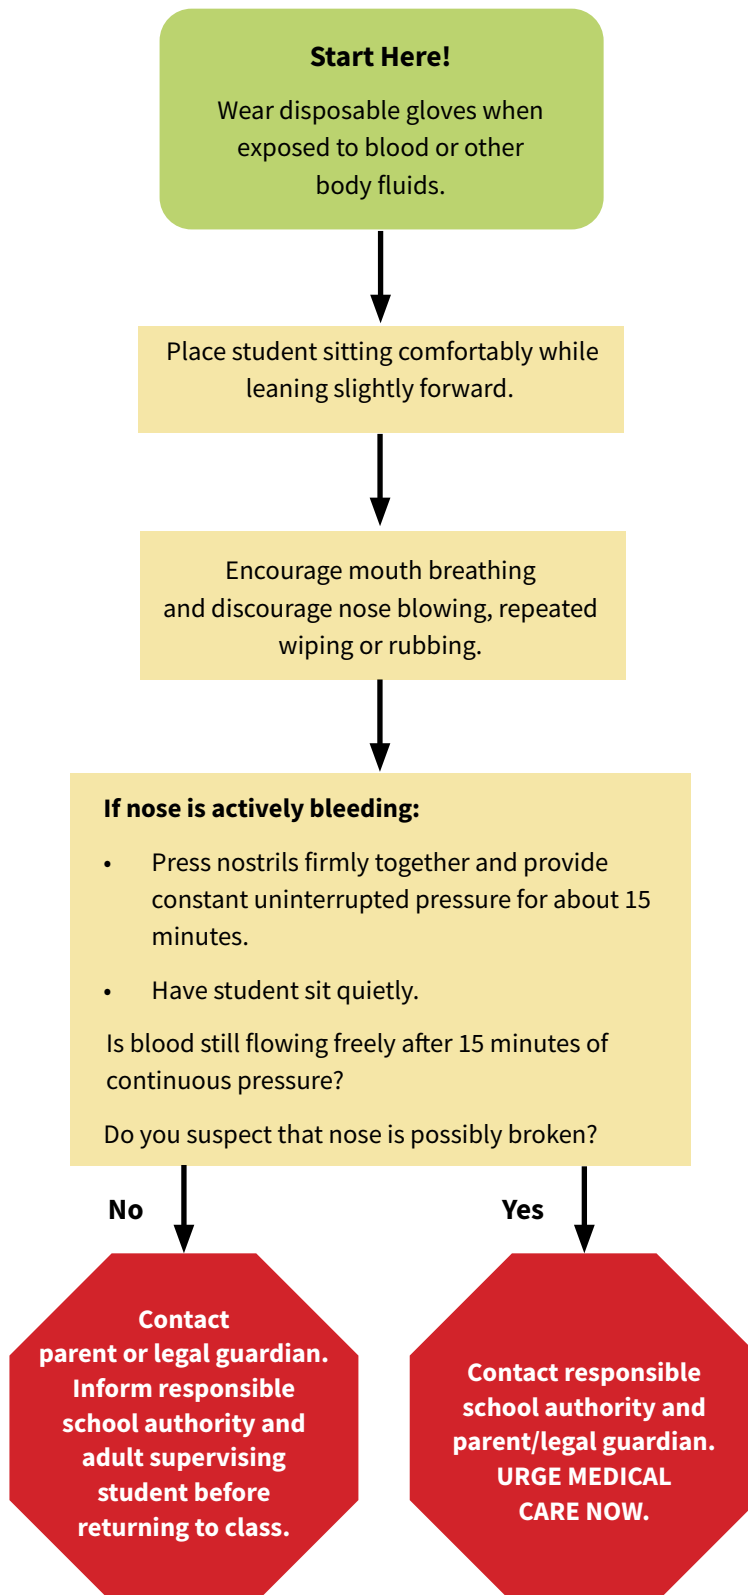 Start Here!
Wear disposable gloves when
exposed to blood or other
body fluids.
Place student sitting comfortably while
leaning slightly forward.
Encourage mouth breathing
and discourage nose blowing, repeated
wiping or rubbing.
If nose is actively bleeding:
• Press nostrils firmly together and provide
constant uninterrupted pressure for about 15
minutes.
• Have student sit quietly.
Is blood still flowing freely after 15 minutes of
continuous pressure?
Do you suspect that nose is possibly broken?
No
Yes
Contact
parent or legal guardian.
Inform responsible
school authority and
adult supervising
student before
returning to class.
Contact responsible
school authority and
parent/legal guardian.
URGE MEDICAL
CARE NOW.